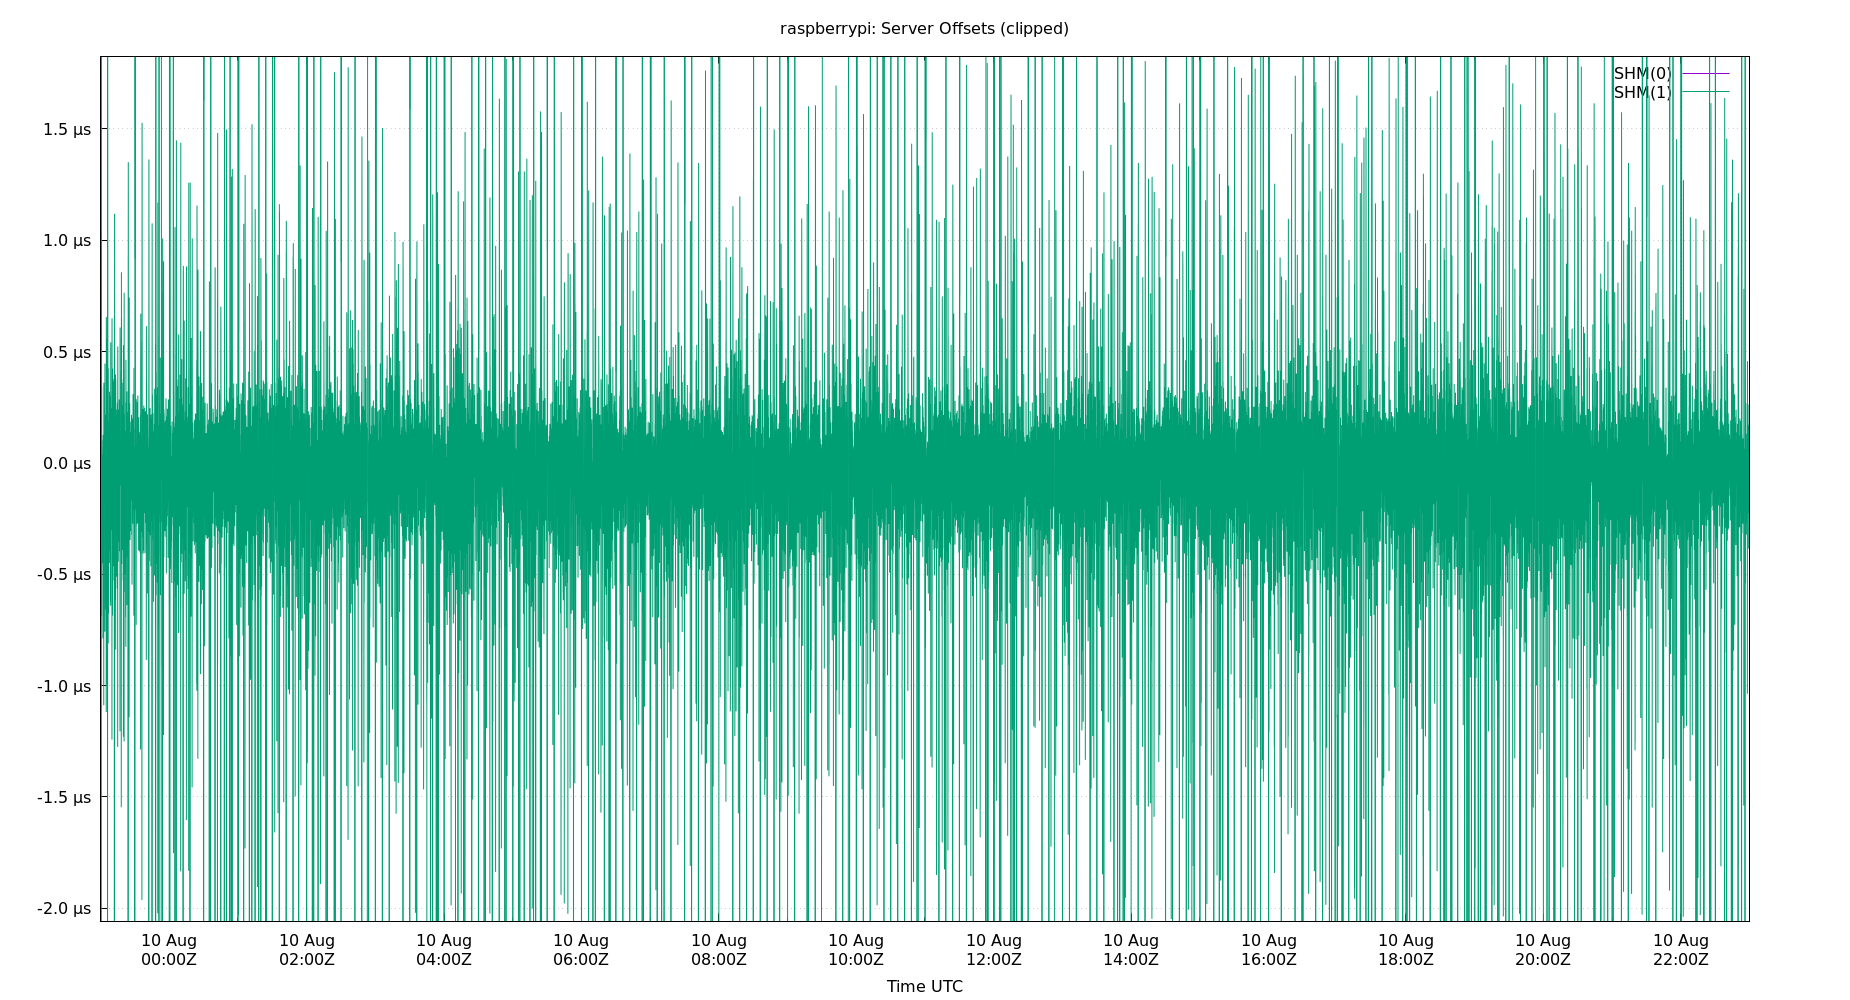 raspberrypi: Server Offsets (clipped)
SHM(0)
SHM(1)
1.5 µs
1.0 µs
0.5 µs
0.0 µs
-0.5 µs
-1.0 µs
-1.5 µs
-2.0 µs
10 Aug 10 Aug 10 Aug 10 Aug 10 Aug 10 Aug 10 Aug 10 Aug 10 Aug 10 Aug 10 Aug 10 Aug
00:00Z 02:00Z 04:00Z 06:00Z 08:00Z 10:00Z 12:00Z 14:00Z 16:00Z 18:00Z 20:00Z 22:00Z
Time UTC